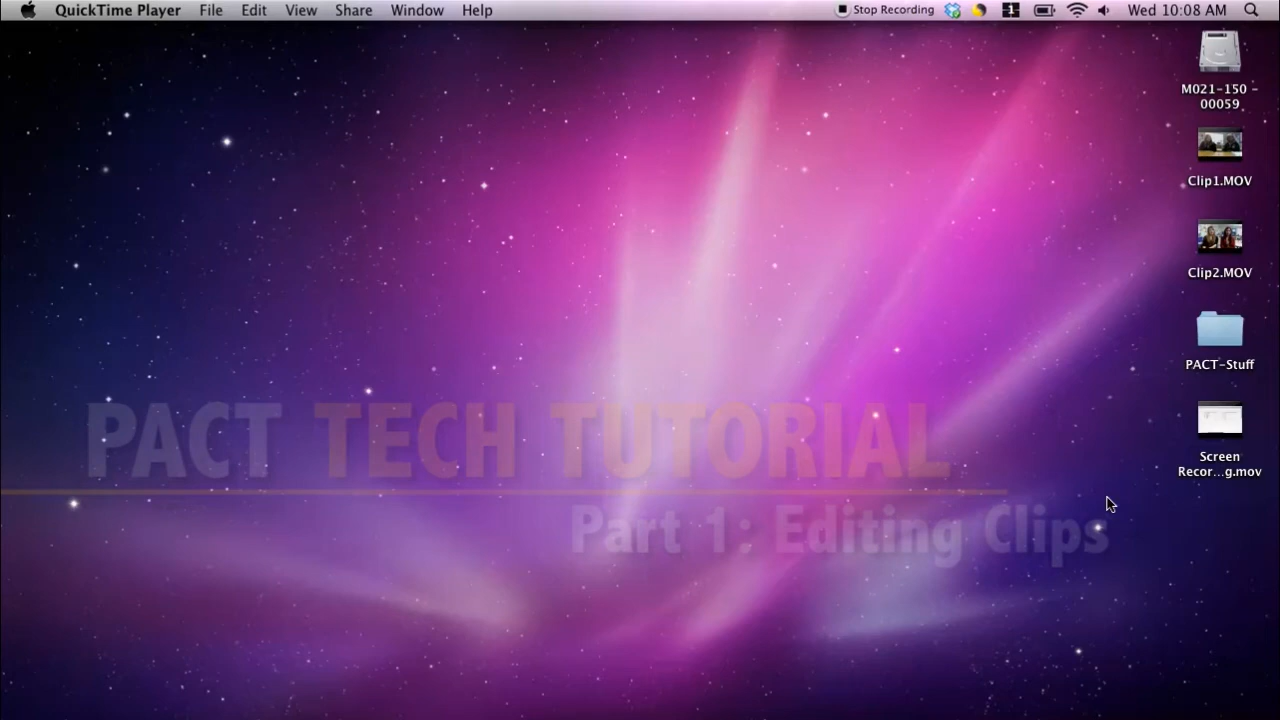 QuickTime Player File Edit View Share Window Help Stop Recording 1 Wed 10:08 AM
M021-150 -
00059
Clip1.MOV
Clip2.MOV
PACT-Stuff
Screen
Recor...g.mov
PACT TECH TUTORIAL
Part 1: Editing Clips